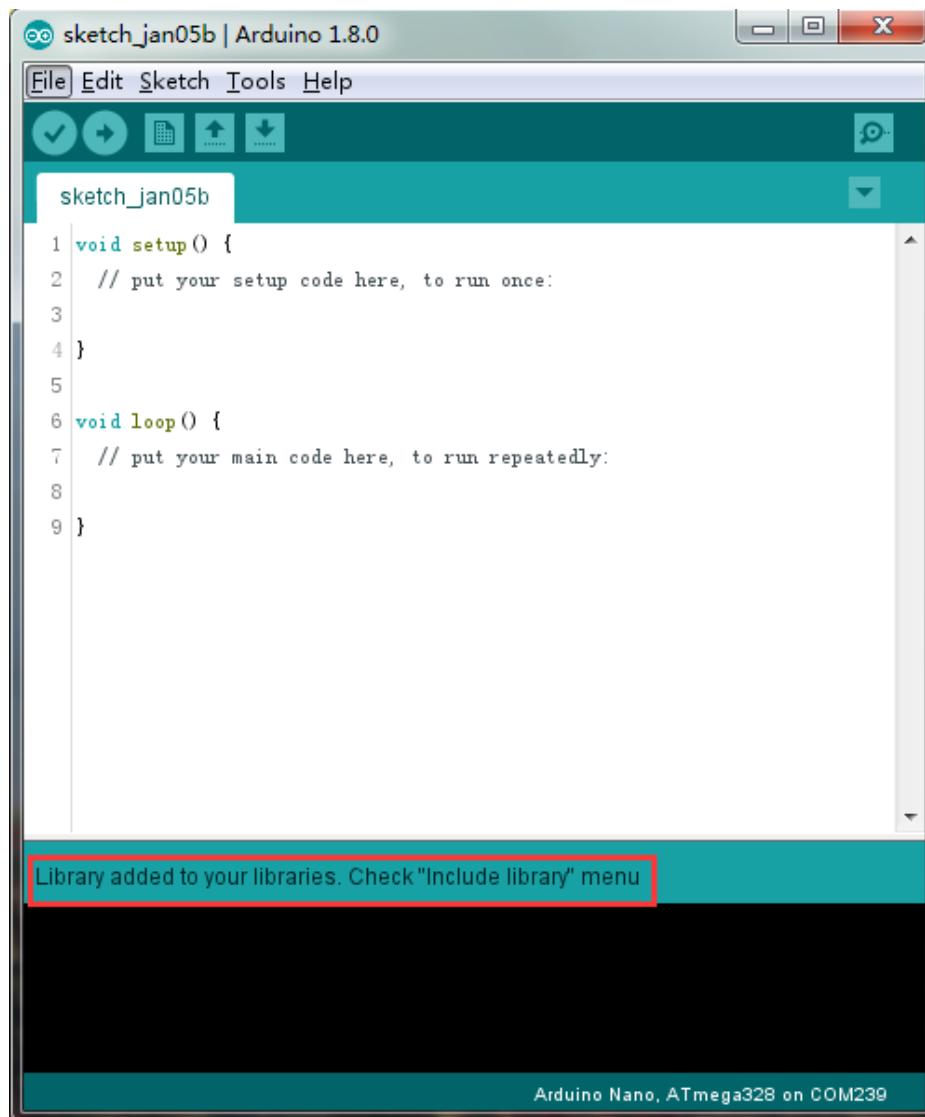 sketch_jan05b | Arduino 1.8.0
File Edit Sketch Tools Help
sketch_jan05b
1 void setup() {
2 // put your setup code here, to run once:
3
4 }
5
6 void loop() {
7 // put your main code here, to run repeatedly:
8
9 }
Library added to your libraries. Check "Include library" menu
Arduino Nano, ATmega328 on COM239